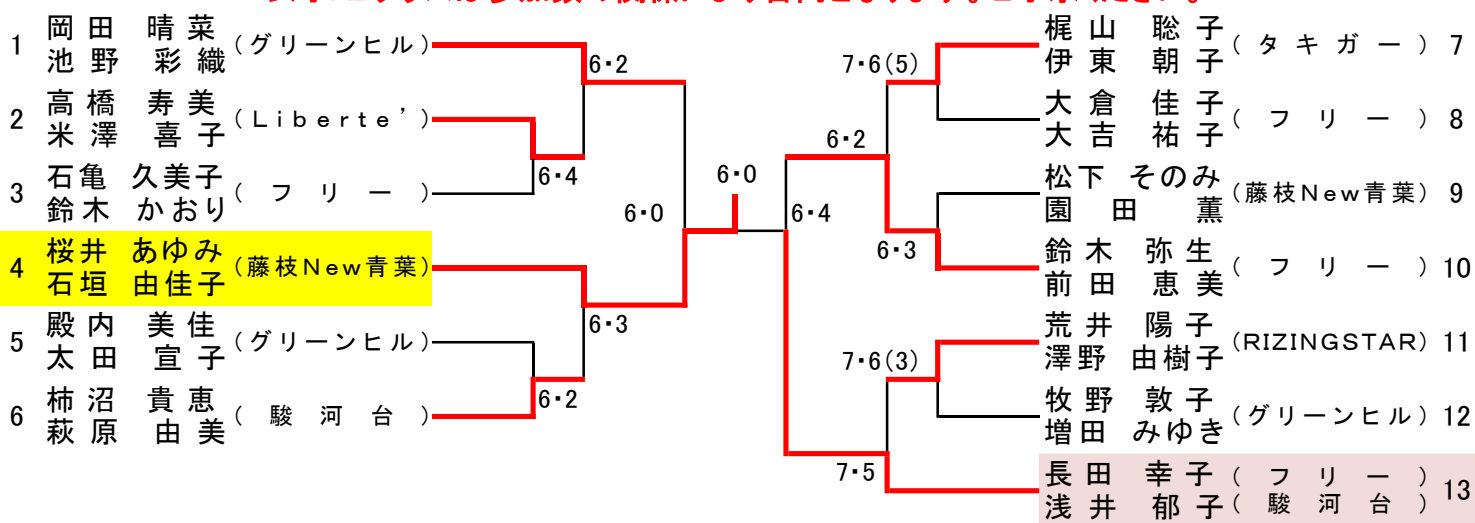 1 岡田 晴菜 (グリーンヒル)
池野 彩織
2 高橋 寿美 (Liberte’)
米澤 喜子
3 石亀 久美子 (フリー)
鈴木 かおり
4 桜井 あゆみ (藤枝New青葉)
石垣 由佳子
5 殿内 美佳 (グリーンヒル)
太田 宣子
6 柿沼 貴恵 (駿河台)
萩原 由美
6・2
6・4
6・0
6・3
6・2
6・0
7・6(5)
6・2
6・4
6・3
7・6(3)
7・5
梶山 聡子 (タキガー) 7
伊東 朝子
大倉 佳子 (フリー) 8
大吉 祐子
松下 そのみ (藤枝New青葉) 9
園田 薫
鈴木 弥生 (フリー) 10
前田 恵美
荒井 陽子 (RIZINGSTAR) 11
澤野 由樹子
牧野 敦子 (グリーンヒル) 12
増田 みゆき
長田 幸子 (フリー) 13
浅井 郁子 (駿河台)